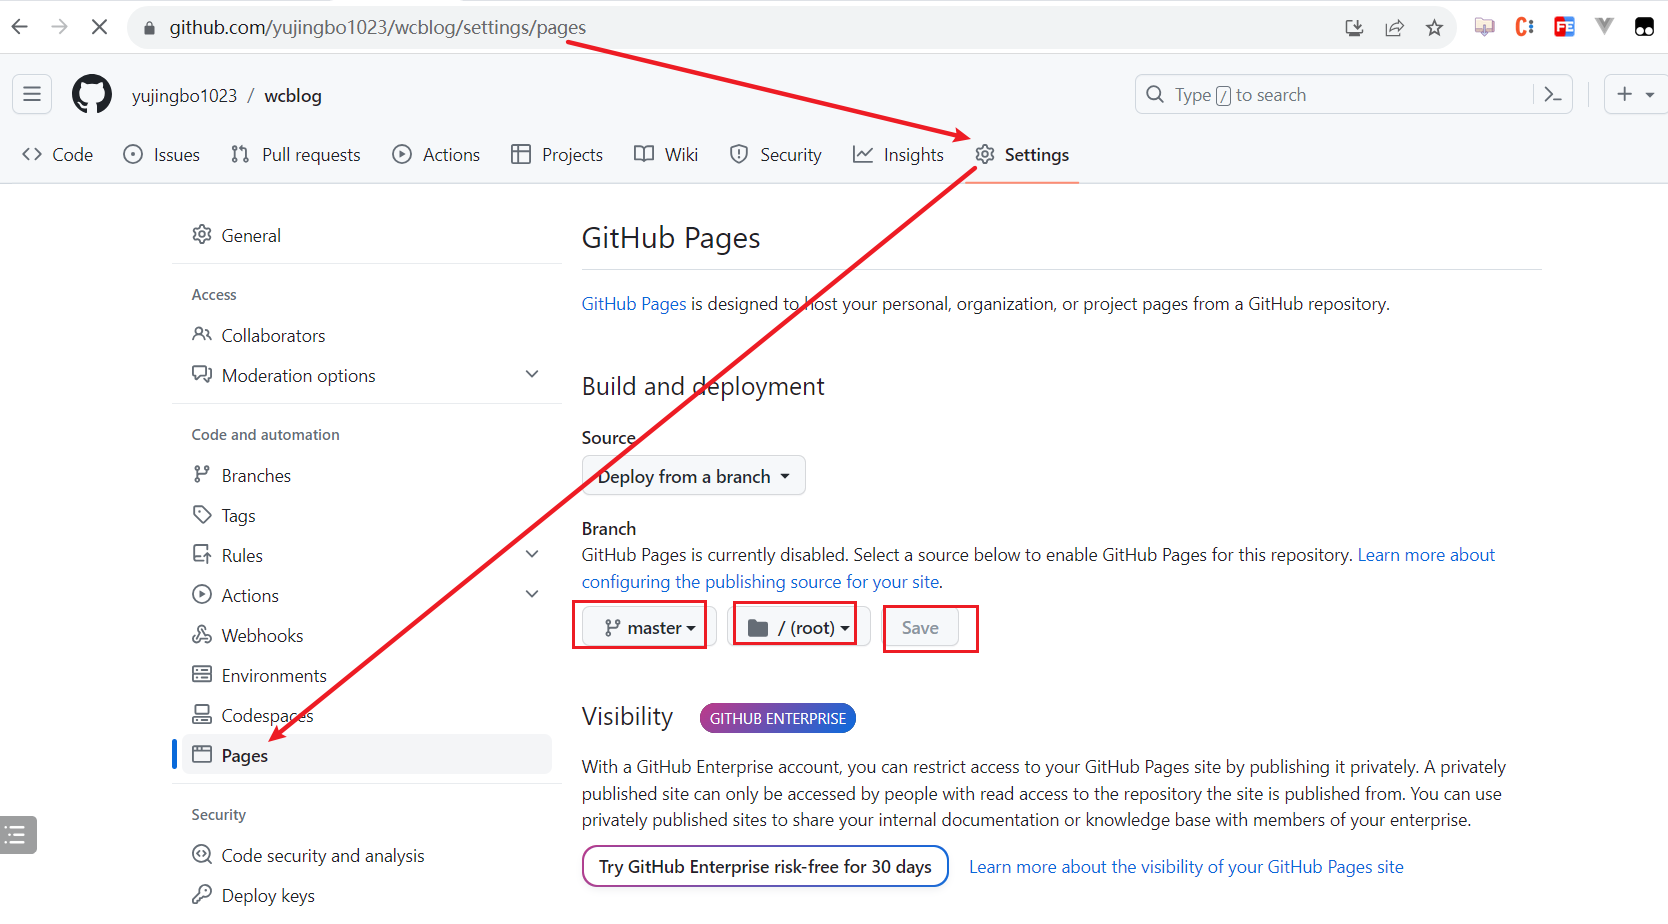 github.com/yujingbo1023/wcblog/settings/pages
yujingbo1023 / wcblog
Type / to search
Code Issues Pull requests Actions Projects Wiki Security Insights Settings
General
Access
Collaborators
Moderation options
Code and automation
Branches
Tags
Rules
Actions
Webhooks
Environments
Codespaces
Pages
Security
Code security and analysis
Deploy keys
GitHub Pages
GitHub Pages is designed to host your personal, organization, or project pages from a GitHub repository.
Build and deployment
Source
Deploy from a branch
Branch
GitHub Pages is currently disabled. Select a source below to enable GitHub Pages for this repository. Learn more about
configuring the publishing source for your site.
master / (root) Save
Visibility GITHUB ENTERPRISE
With a GitHub Enterprise account, you can restrict access to your GitHub Pages site by publishing it privately. A privately
published site can only be accessed by people with read access to the repository the site is published from. You can use
privately published sites to share your internal documentation or knowledge base with members of your enterprise.
Try GitHub Enterprise risk-free for 30 days Learn more about the visibility of your GitHub Pages site